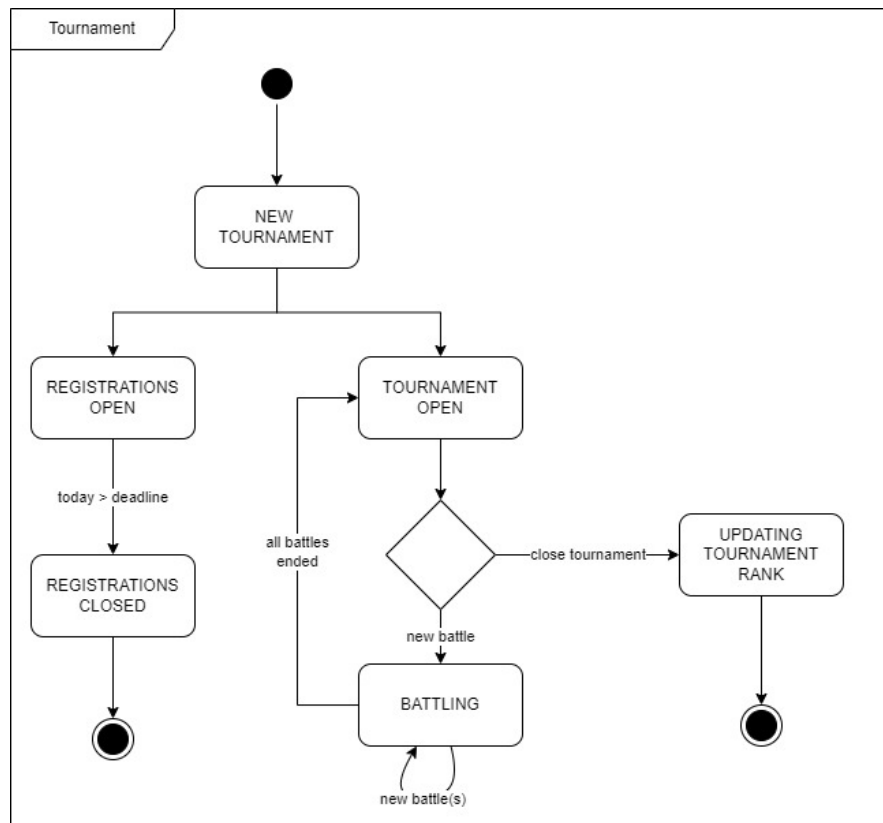 Tournament
NEW
TOURNAMENT
REGISTRATIONS
OPEN
TOURNAMENT
OPEN
today > deadline
all battles
ended
close tournament
UPDATING
TOURNAMENT
RANK
REGISTRATIONS
CLOSED
new battle
BATTLING
new battle(s)